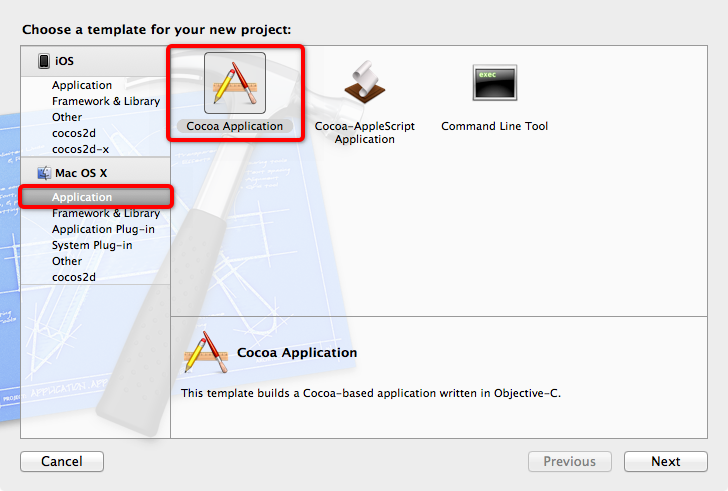 Choose a template for your new project:
iOS
Application
Framework & Library
Other
cocos2d
cocos2d-x
Mac OS X
Application
Framework & Library
Application Plug-in
System Plug-in
Other
cocos2d
Cocoa Application
Cocoa-AppleScript
Application
exec
Command Line Tool
Cocoa Application
This template builds a Cocoa-based application written in Objective-C.
Cancel
Previous
Next